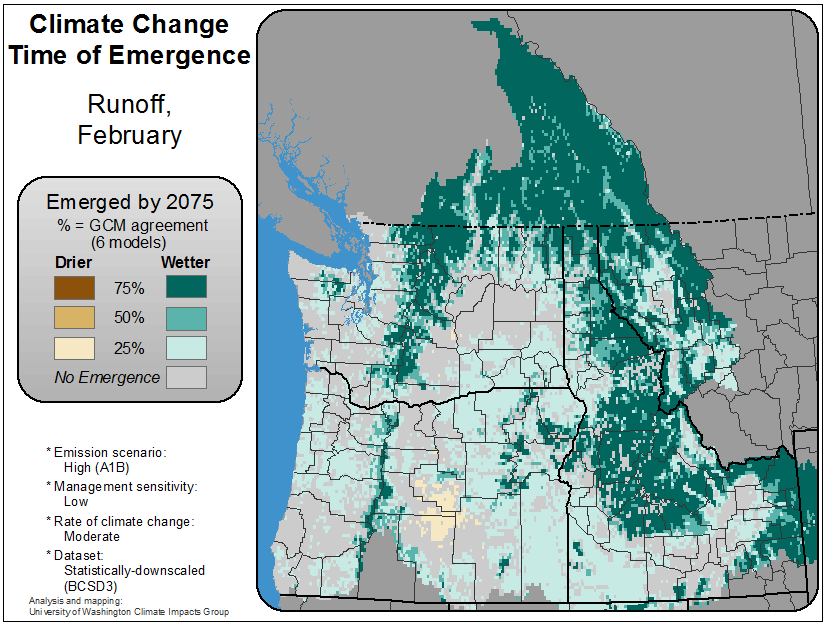 Climate Change
Time of Emergence
Runoff,
February
Emerged by 2075
% = GCM agreement
(6 models)
Drier Wetter
75%
50%
25%
No Emergence
* Emission scenario:
High (A1B)
* Management sensitivity:
Low
* Rate of climate change:
Moderate
* Dataset:
Statistically-downscaled
(BCSD3)
Analysis and mapping:
University of Washington Climate Impacts Group